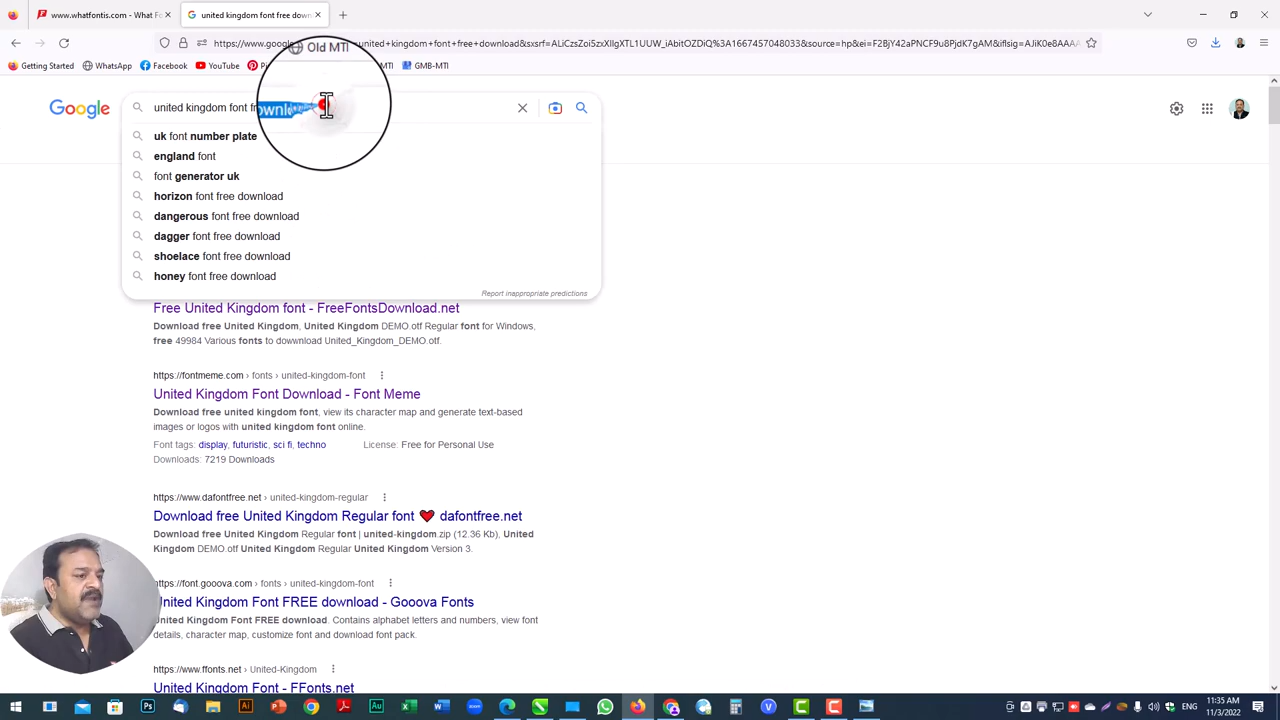 www.whatfontis.com - What F
united kingdom font free down
https://www.google
united+kingdom+font+free+download&sxsrf=ALiCzsZoi5zxXlIgXTL1UUW_iAbitOZDiQ%3A1667457048033&source=hp&ei=F2BjY42aPNCF9u8PjdK7gAM&iflsig=AJiK0e8AAAA
Getting Started
WhatsApp
Facebook
YouTube
Old MTI
GMB-MTI
Google
united kingdom font fr
ownl
uk font number plate
england font
font generator uk
horizon font free download
dangerous font free download
dagger font free download
shoelace font free download
honey font free download
Report inappropriate predictions
Free United Kingdom font - FreeFontsDownload.net
Download free United Kingdom, United Kingdom DEMO.otf Regular font for Windows,
free 49984 Various fonts to dowwnload United_Kingdom_DEMO.otf.
https://fontmeme.com › fonts › united-kingdom-font
United Kingdom Font Download - Font Meme
Download free united kingdom font, view its character map and generate text-based
images or logos with united kingdom font online.
Font tags: display, futuristic, sci fi, techno
License: Free for Personal Use
Downloads: 7219 Downloads
https://www.dafontfree.net › united-kingdom-regular
Download free United Kingdom Regular font ❤ dafontfree.net
Download free United Kingdom Regular font | united-kingdom.zip (12.36 Kb), United
Kingdom DEMO.otf United Kingdom Regular United Kingdom Version 3.
https://font.gooova.com › fonts › united-kingdom-font
United Kingdom Font FREE download - Gooova Fonts
United Kingdom Font FREE download. Contains alphabet letters and numbers, view font
details, character map, customize font and download font pack.
https://www.ffonts.net › United-Kingdom
United Kingdom Font - FFonts.net
ENG
11:35 AM
11/3/2022